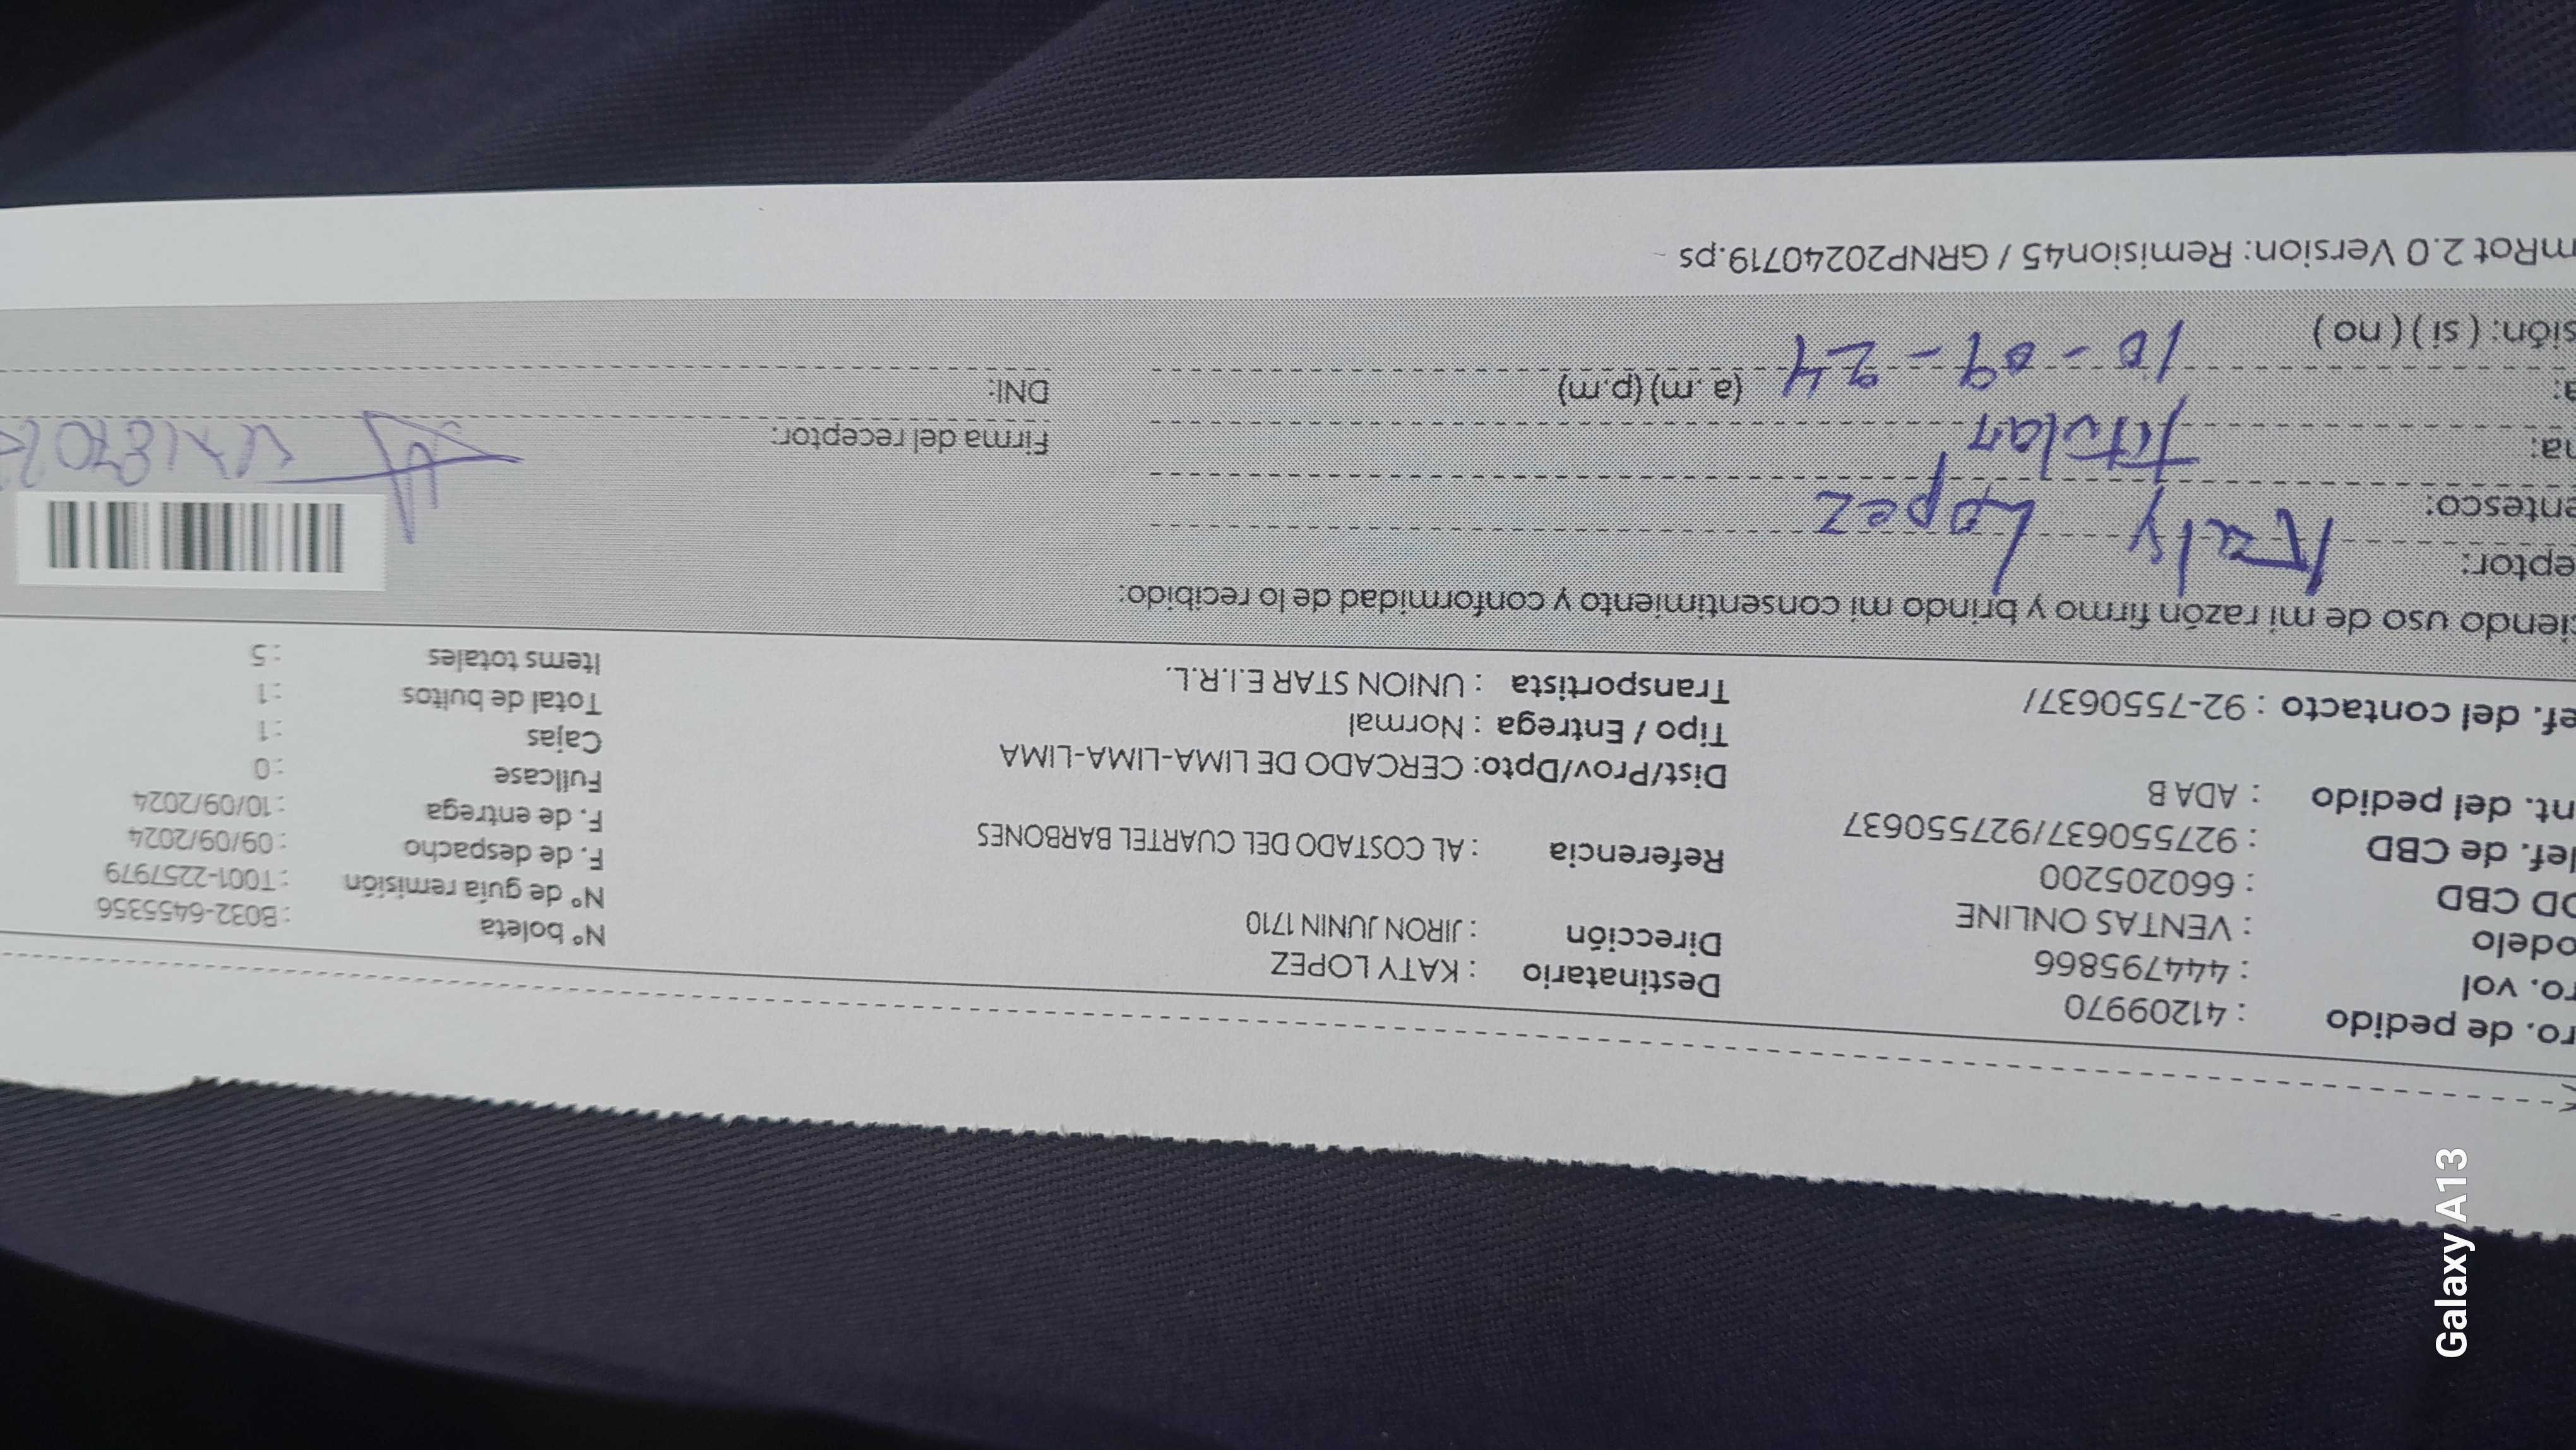 ro. de pedido : 41209970
ro. vol : 444795866
odelo : VENTAS ONLINE
OD CBD : 660205200
lef. de CBD : 927550637/927550637
nt. del pedido : ADA B
ef. del contacto : 92-7550637/
Destinatario : KATY LOPEZ
Dirección : JIRON JUNIN 1710
Referencia : AL COSTADO DEL CUARTEL BARBONES
Dist/Prov/Dpto: CERCADO DE LIMA-LIMA-LIMA
Tipo / Entrega : Normal
Transportista : UNION STAR E.I.R.L.
N° boleta : B032-6455356
N° de guía remisión : T001-2257979
F. de despacho : 09/09/2024
F. de entrega : 10/09/2024
Fullcase : 0
Cajas : 1
Total de bultos : 1
Items totales : 5
ciendo uso de mi razón firmo y brindo mi consentimiento y conformidad de lo recibido:
eptor: Katy Lopez
entesco: Titular
na:
a: 10-09-24 (a.m) (p.m)
sión: ( si ) ( no )
Firma del receptor:
DNI:
mRot 2.0 Version: Remision45 / GRNP20240719.ps
Galaxy A13